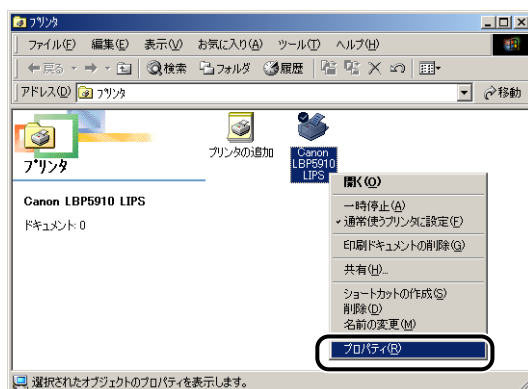 プリンタ
ファイル(F) 編集(E) 表示(V) お気に入り(A) ツール(T) ヘルプ(H)
戻る 検索 フォルダ 履歴
アドレス(D) プリンタ 移動
プリンタ
Canon LBP5910 LIPS
ドキュメント: 0
プリンタの追加
Canon
LBP5910
LIPS
開く(O)
一時停止(A)
通常使うプリンタに設定(F)
印刷ドキュメントの削除(G)
共有(H)...
ショートカットの作成(S)
削除(D)
名前の変更(M)
プロパティ(R)
選択されたオブジェクトのプロパティを表示します。